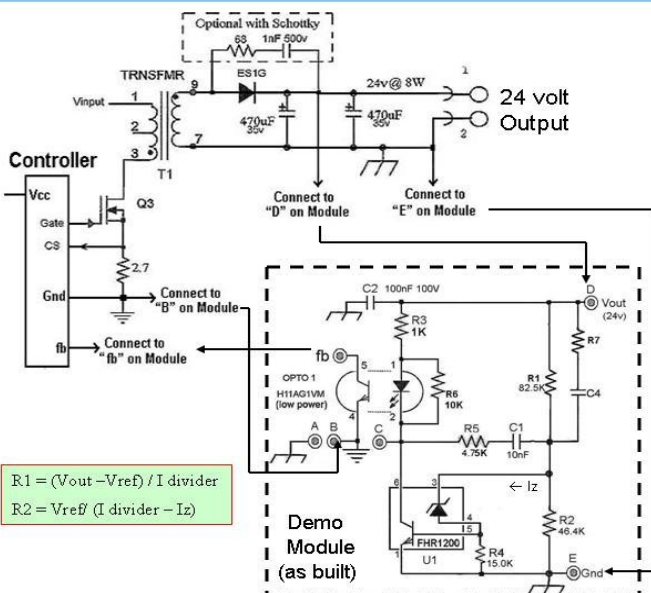 Optional with Schottky
68 1nF 500v
TRNSFMR
ES1G
9
24v@ 8W
1
Vinput
1
2
3
470uF
35v
470uF
35v
24 volt
Output
2
7
T1
Controller
Vcc
Q3
Gate
CS
2.7
Gnd
fb
Connect to
"D" on Module
Connect to
"E" on Module
Connect to
"B" on Module
Connect to
"fb" on Module
C2 100nF 100V
D
Vout
(24v)
R3
1K
R7
fb
5
1
OPTO 1
H11AG1VM
(low power)
4
2
R6
10K
R1
82.5K
C4
A B
C
R5
4.75K
C1
10nF
R1 = (Vout –Vref) / I divider
R2 = Vref/ (I divider – Iz)
← Iz
6
3
4
5
FHR1200
1
U1
R4
15.0K
R2
46.4K
E
Gnd
Demo
Module
(as built)